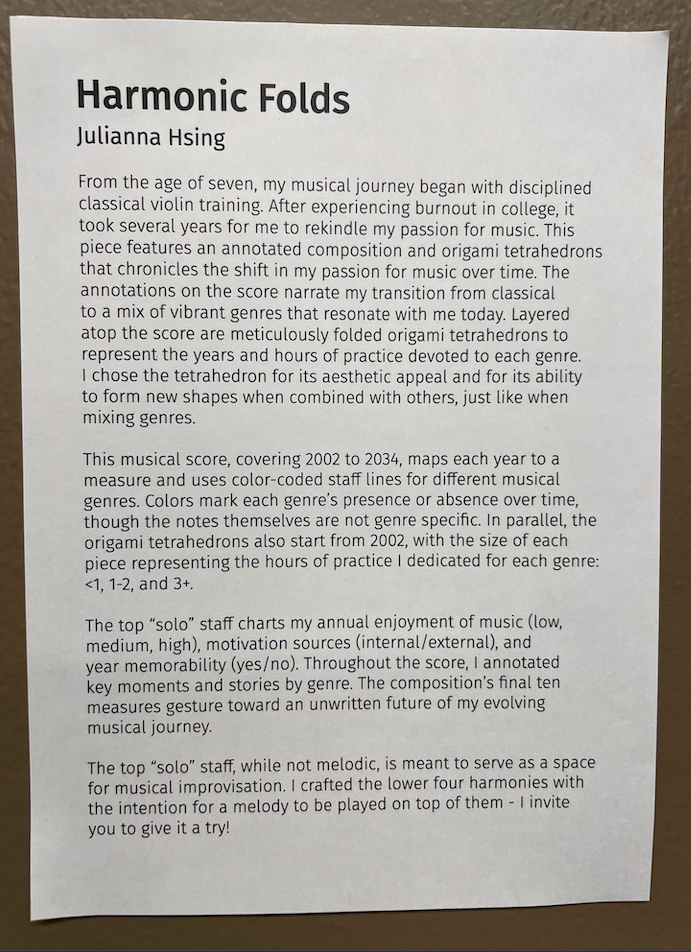 Harmonic Folds
Julianna Hsing
From the age of seven, my musical journey began with disciplined
classical violin training. After experiencing burnout in college, it
took several years for me to rekindle my passion for music. This
piece features an annotated composition and origami tetrahedrons
that chronicles the shift in my passion for music over time. The
annotations on the score narrate my transition from classical
to a mix of vibrant genres that resonate with me today. Layered
atop the score are meticulously folded origami tetrahedrons to
represent the years and hours of practice devoted to each genre.
I chose the tetrahedron for its aesthetic appeal and for its ability
to form new shapes when combined with others, just like when
mixing genres.
This musical score, covering 2002 to 2034, maps each year to a
measure and uses color-coded staff lines for different musical
genres. Colors mark each genre's presence or absence over time,
though the notes themselves are not genre specific. In parallel, the
origami tetrahedrons also start from 2002, with the size of each
piece representing the hours of practice I dedicated for each genre:
<1, 1-2, and 3+.
The top “solo” staff charts my annual enjoyment of music (low,
medium, high), motivation sources (internal/external), and
year memorability (yes/no). Throughout the score, I annotated
key moments and stories by genre. The composition's final ten
measures gesture toward an unwritten future of my evolving
musical journey.
The top “solo” staff, while not melodic, is meant to serve as a space
for musical improvisation. I crafted the lower four harmonies with
the intention for a melody to be played on top of them - I invite
you to give it a try!